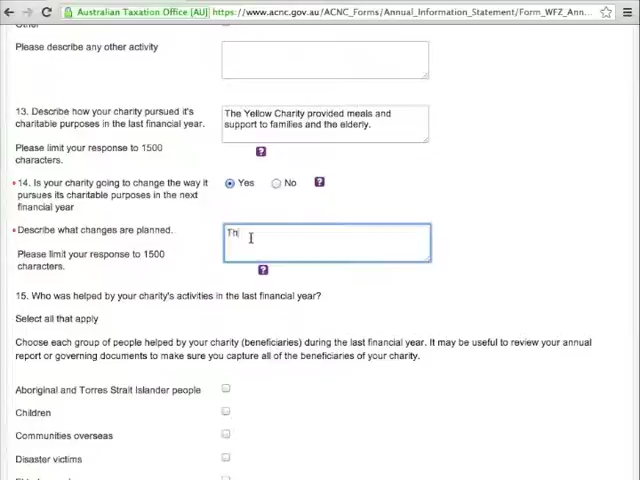 Australian Taxation Office [AU] https://www.acnc.gov.au/ACNC_Forms/Annual_Information_Statement/Form_WFZ_Ann...
Please describe any other activity
13. Describe how your charity pursued it's
charitable purposes in the last financial year.
The Yellow Charity provided meals and
support to families and the elderly.
Please limit your response to 1500
characters.
?
* 14. Is your charity going to change the way it
pursues its charitable purposes in the next
financial year
Yes No ?
* Describe what changes are planned.
Th
Please limit your response to 1500
characters.
?
15. Who was helped by your charity's activities in the last financial year?
Select all that apply
Choose each group of people helped by your charity (beneficiaries) during the last financial year. It may be useful to review your annual
report or governing documents to make sure you capture all of the beneficiaries of your charity.
Aboriginal and Torres Strait Islander people
Children
Communities overseas
Disaster victims